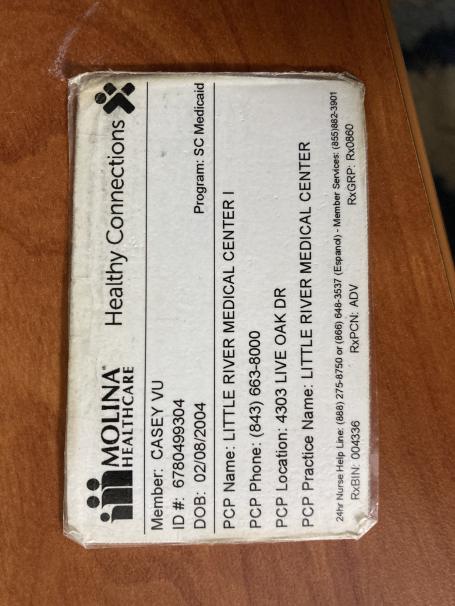 MOLINA® HEALTHCARE Healthy Connections
Member: CASEY VU
ID #: 6780499304
DOB: 02/08/2004 Program: SC Medicaid
PCP Name: LITTLE RIVER MEDICAL CENTER I
PCP Phone: (843) 663-8000
PCP Location: 4303 LIVE OAK DR
PCP Practice Name: LITTLE RIVER MEDICAL CENTER
24hr Nurse Help Line: (888) 275-8750 or (866) 648-3537 (Espanol) - Member Services: (855)882-3901
RxBIN: 004336 RxPCN: ADV RxGRP: Rx0860